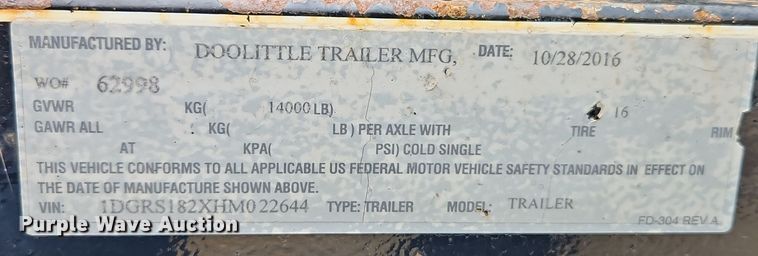 MANUFACTURED BY: DOOLITTLE TRAILER MFG, DATE: 10/28/2016
WO# 62998
GVWR KG( 14000 LB) 16
GAWR ALL KG( LB ) PER AXLE WITH TIRE RIM
AT KPA( PSI) COLD SINGLE
THIS VEHICLE CONFORMS TO ALL APPLICABLE US FEDERAL MOTOR VEHICLE SAFETY STANDARDS IN EFFECT ON
THE DATE OF MANUFACTURE SHOWN ABOVE.
VIN: 1DGRS182XHM022644 TYPE: TRAILER MODEL: TRAILER
FD-304 REV A
Purple Wave Auction